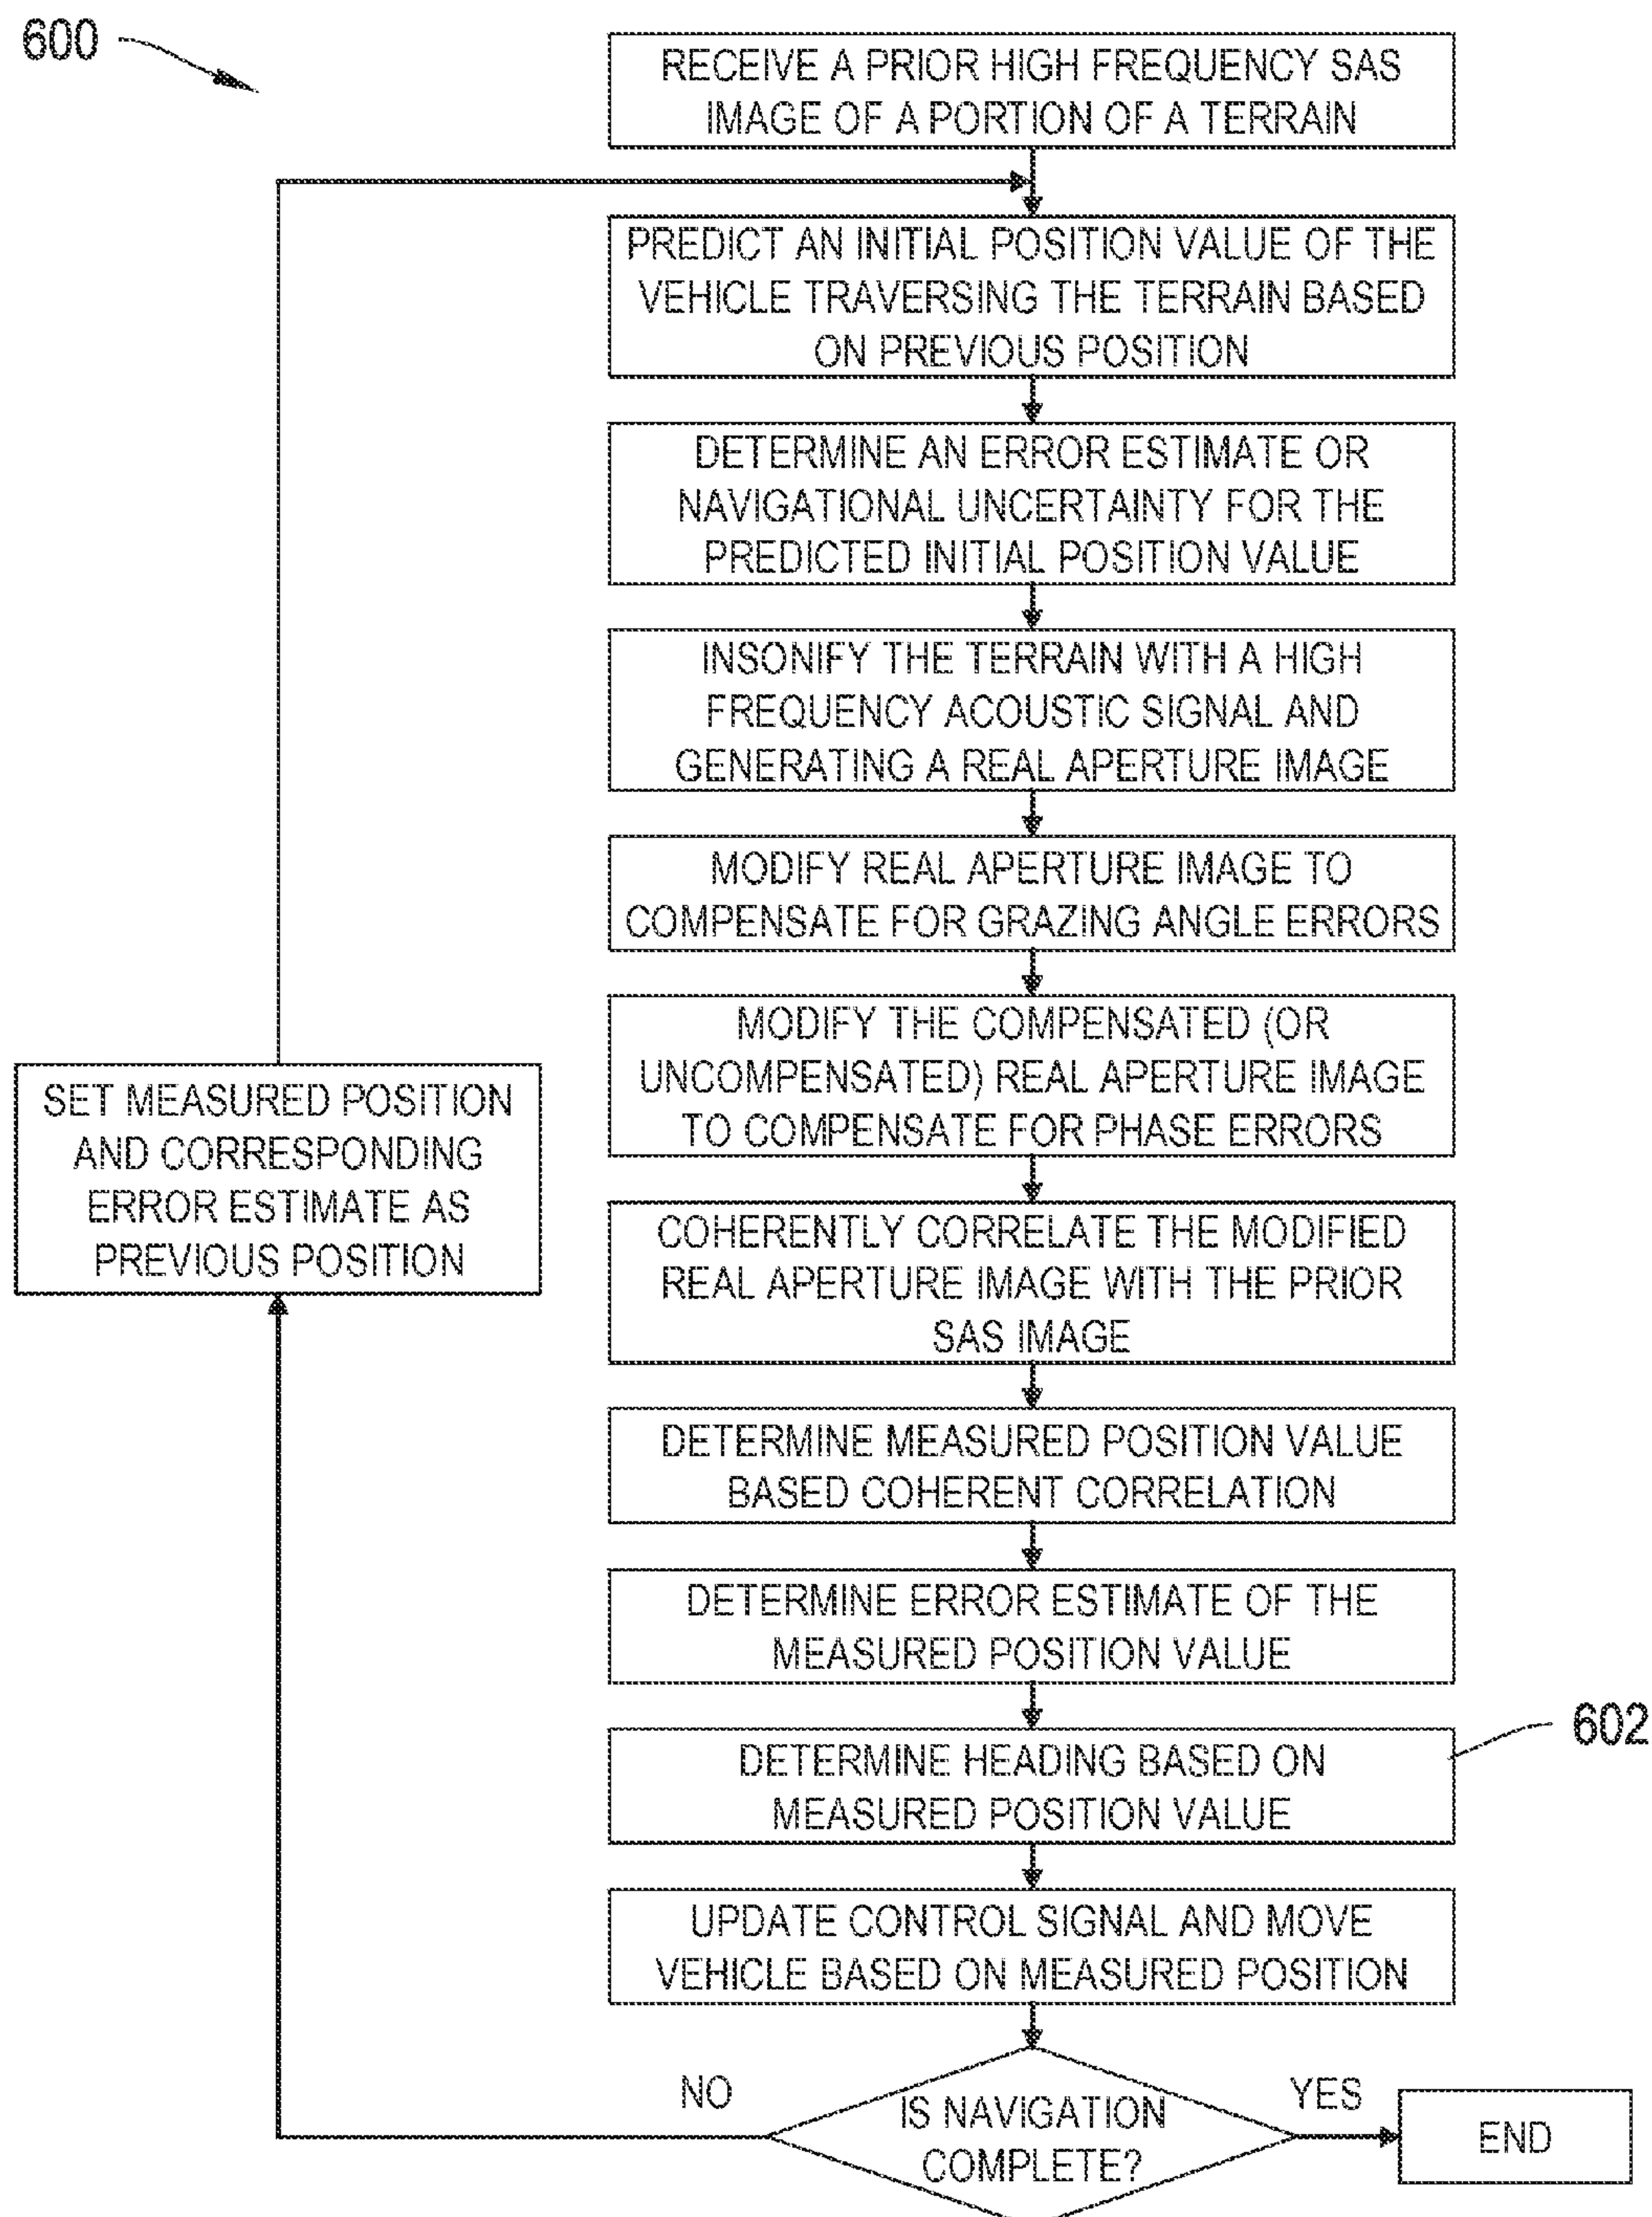 600
RECEIVE A PRIOR HIGH FREQUENCY SAS
IMAGE OF A PORTION OF A TERRAIN
PREDICT AN INITIAL POSITION VALUE OF THE
VEHICLE TRAVERSING THE TERRAIN BASED
ON PREVIOUS POSITION
DETERMINE AN ERROR ESTIMATE OR
NAVIGATIONAL UNCERTAINTY FOR THE
PREDICTED INITIAL POSITION VALUE
INSONIFY THE TERRAIN WITH A HIGH
FREQUENCY ACOUSTIC SIGNAL AND
GENERATING A REAL APERTURE IMAGE
MODIFY REAL APERTURE IMAGE TO
COMPENSATE FOR GRAZING ANGLE ERRORS
MODIFY THE COMPENSATED (OR
UNCOMPENSATED) REAL APERTURE IMAGE
TO COMPENSATE FOR PHASE ERRORS
SET MEASURED POSITION
AND CORRESPONDING
ERROR ESTIMATE AS
PREVIOUS POSITION
COHERENTLY CORRELATE THE MODIFIED
REAL APERTURE IMAGE WITH THE PRIOR
SAS IMAGE
DETERMINE MEASURED POSITION VALUE
BASED COHERENT CORRELATION
DETERMINE ERROR ESTIMATE OF THE
MEASURED POSITION VALUE
602
DETERMINE HEADING BASED ON
MEASURED POSITION VALUE
UPDATE CONTROL SIGNAL AND MOVE
VEHICLE BASED ON MEASURED POSITION
NO
IS NAVIGATION
COMPLETE?
YES
END